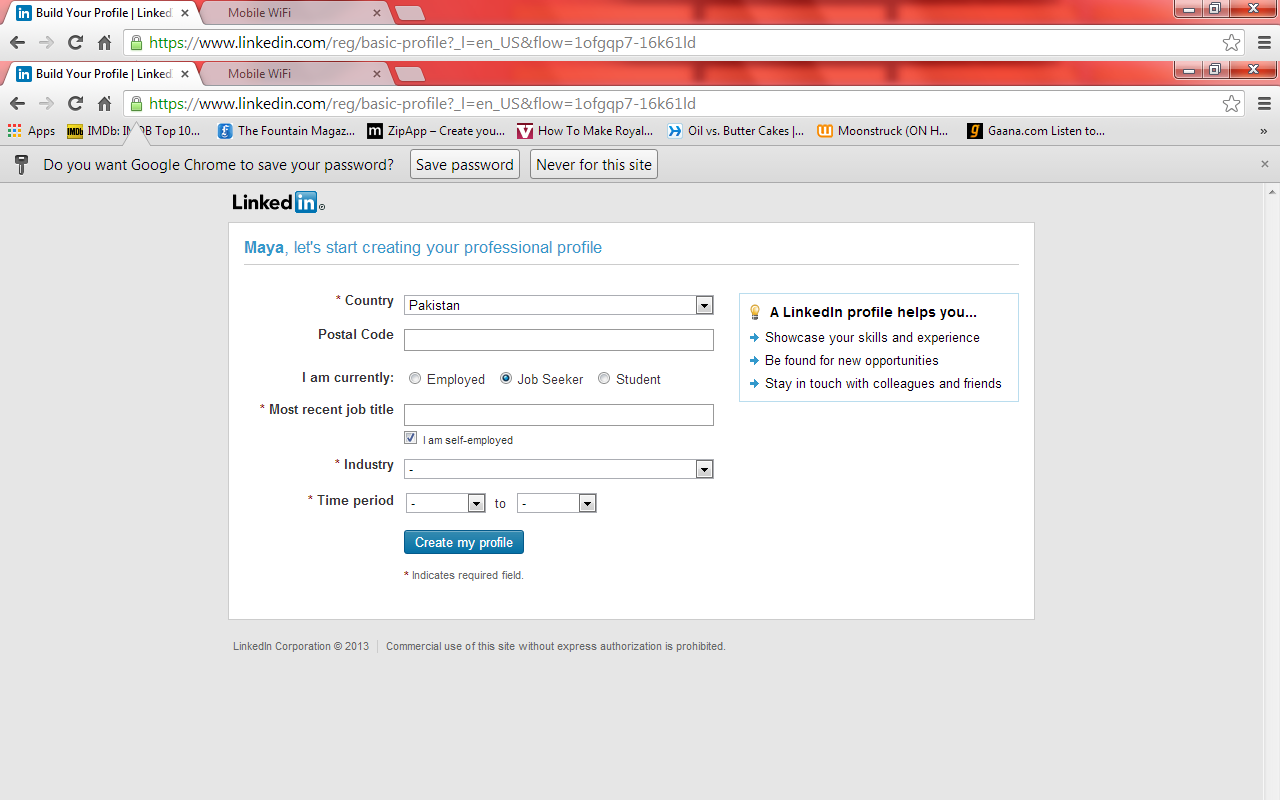 Build Your Profile | Linked
Mobile WiFi
https://www.linkedin.com/reg/basic-profile?_l=en_US&flow=1ofgqp7-16k61ld
Build Your Profile | Linked
Mobile WiFi
https://www.linkedin.com/reg/basic-profile?_l=en_US&flow=1ofgqp7-16k61ld
Apps IMDb: IMDB Top 10... The Fountain Magaz... ZipApp – Create you... How To Make Royal... Oil vs. Butter Cakes |... Moonstruck (ON H... Gaana.com Listen to... »
Do you want Google Chrome to save your password? Save password Never for this site
Linked in
Maya, let's start creating your professional profile
* Country Pakistan
Postal Code
I am currently: Employed Job Seeker Student
* Most recent job title
I am self-employed
* Industry -
* Time period - to -
Create my profile
* Indicates required field.
A LinkedIn profile helps you...
Showcase your skills and experience
Be found for new opportunities
Stay in touch with colleagues and friends
LinkedIn Corporation © 2013 Commercial use of this site without express authorization is prohibited.